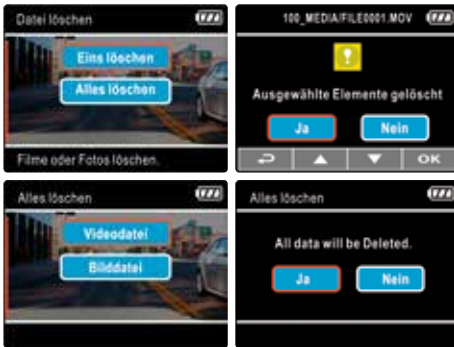 Datei löschen
Eins löschen
Alles löschen
Filme oder Fotos löschen.
100_MEDIA/FILE0001.MOV
!
Ausgewählte Elemente gelöscht
Ja Nein
OK
Alles löschen
Videodatei
Bilddatei
Alles löschen
All data will be Deleted.
Ja Nein